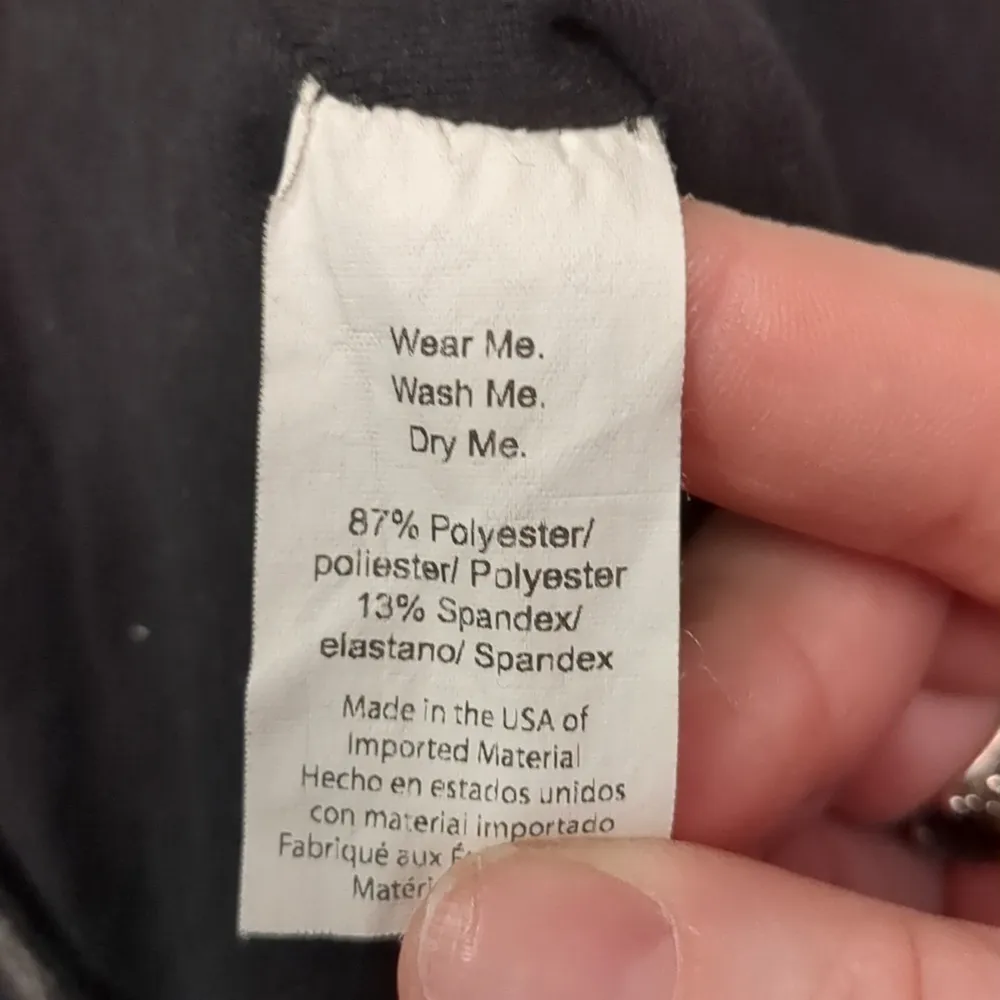 Wear Me.
Wash Me.
Dry Me.
87% Polyester/
poliester/ Polyester
13% Spandex/
elastano/ Spandex
Made in the USA of
Imported Material
Hecho en estados unidos
con material importado
Fabriqué aux